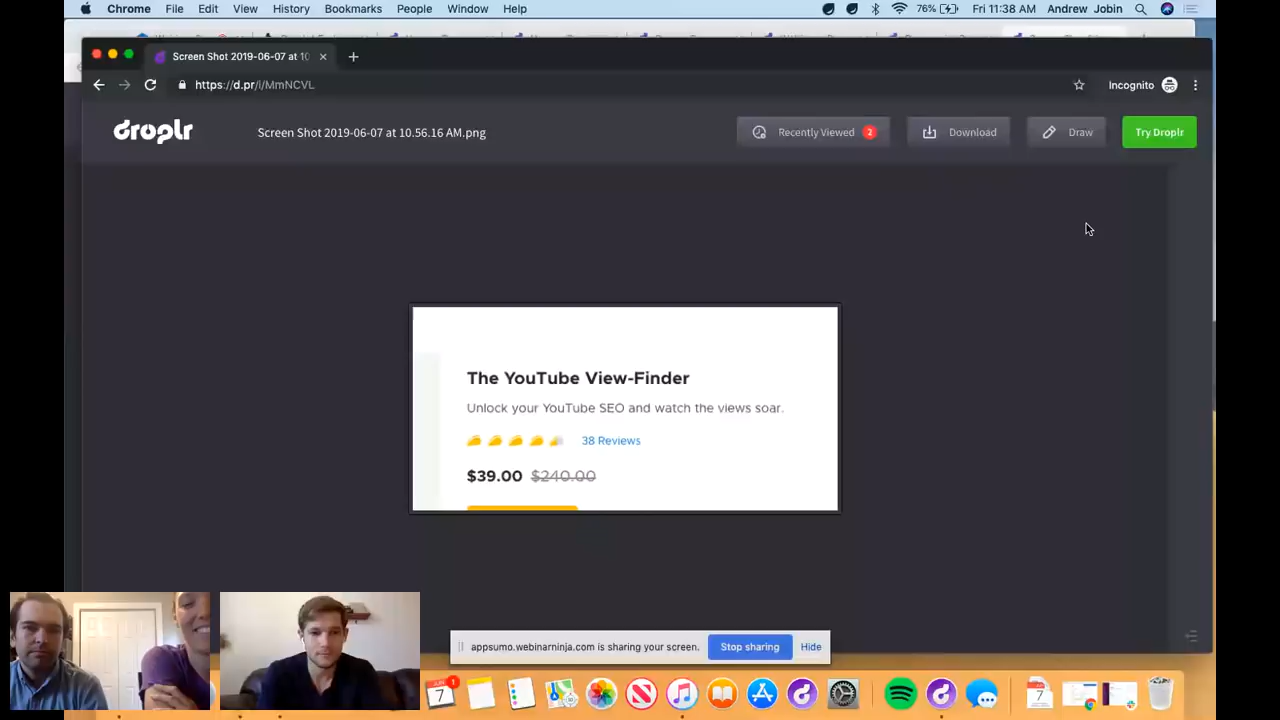 Chrome File Edit View History Bookmarks People Window Help 76% Fri 11:38 AM Andrew Jobin
Screen Shot 2019-06-07 at 10
https://d.pr/i/MmNCVL Incognito
droplr Screen Shot 2019-06-07 at 10.56.16 AM.png Recently Viewed 2 Download Draw Try Droplr
The YouTube View-Finder
Unlock your YouTube SEO and watch the views soar.
38 Reviews
$39.00 $240.00
appsumo.webinarninja.com is sharing your screen. Stop sharing Hide
7 1 7